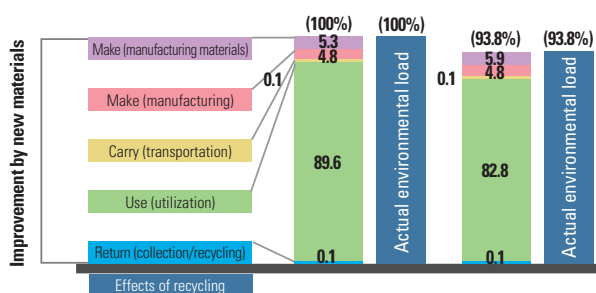 (100%)
(100%)
(93.8%)
(93.8%)
Improvement by new materials
Make (manufacturing materials)
Make (manufacturing)
Carry (transportation)
Use (utilization)
Return (collection/recycling)
Effects of recycling
5.3
4.8
0.1
89.6
0.1
Actual environmental load
5.9
4.8
0.1
82.8
0.1
Actual environmental load